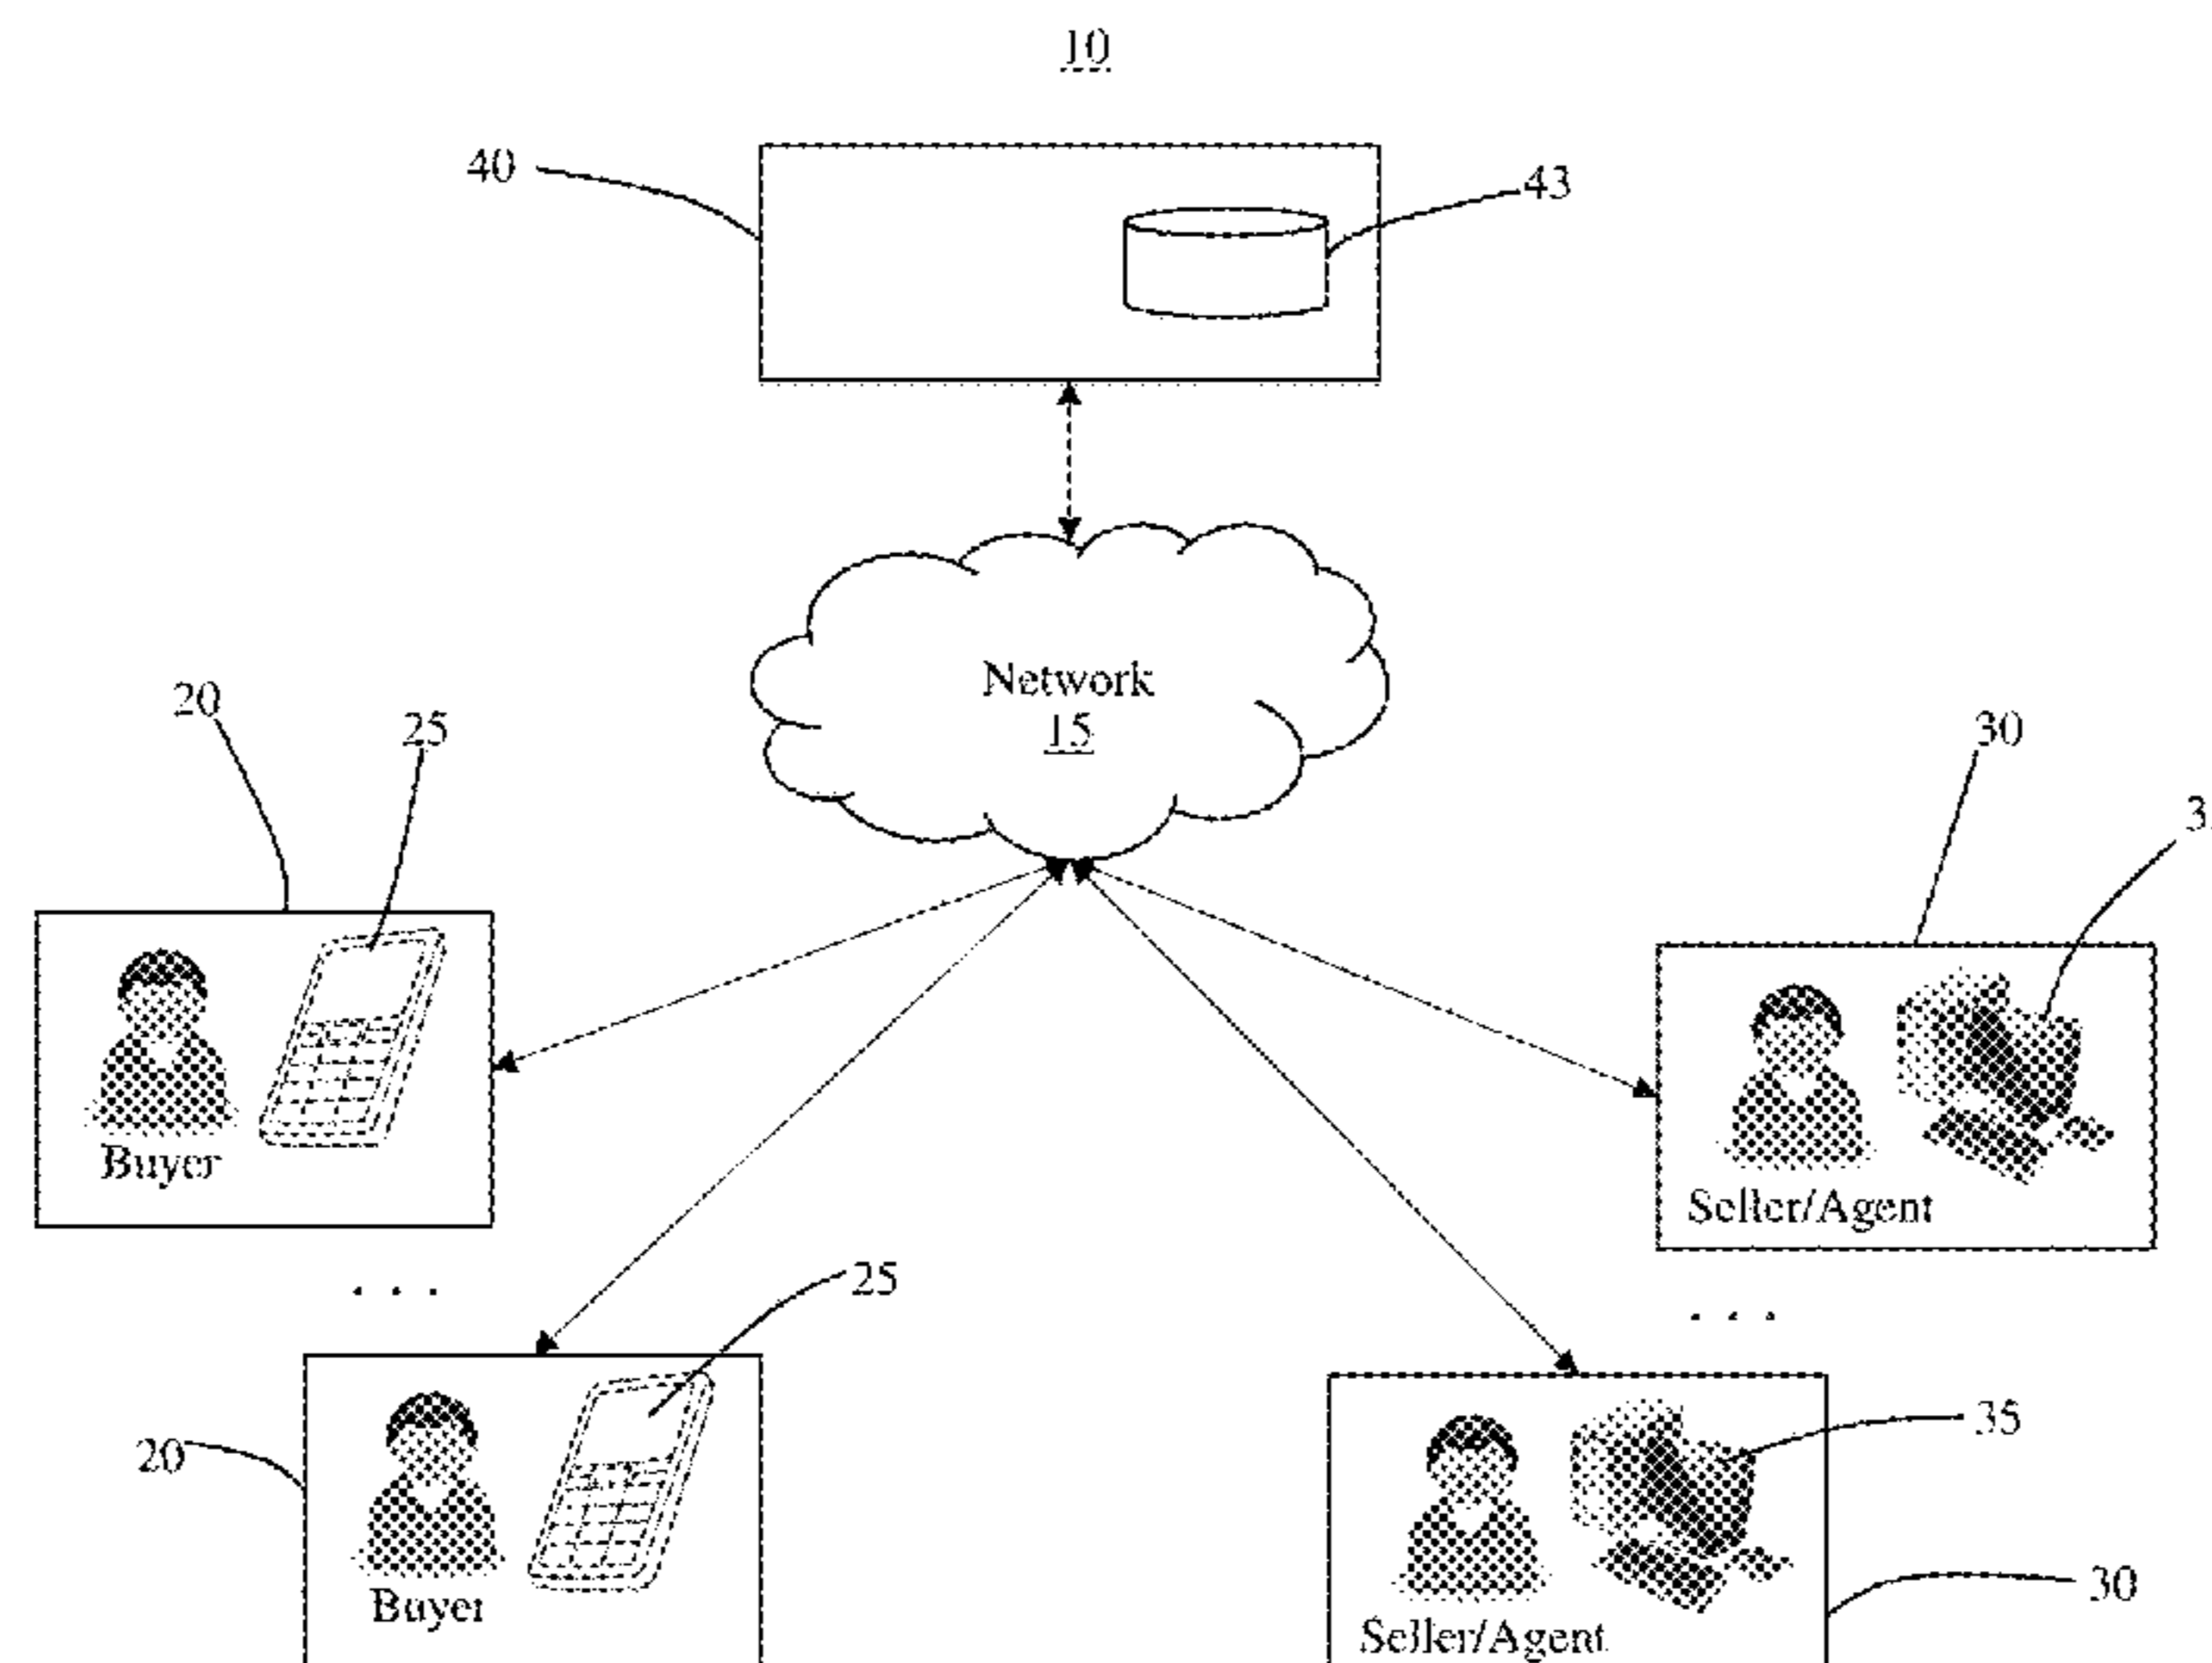 10
40
43
Network
15
20
25
30
3
Buyer
Seller/Agent
. . .
25
. . .
20
35
Buyer
30
Seller/Agent